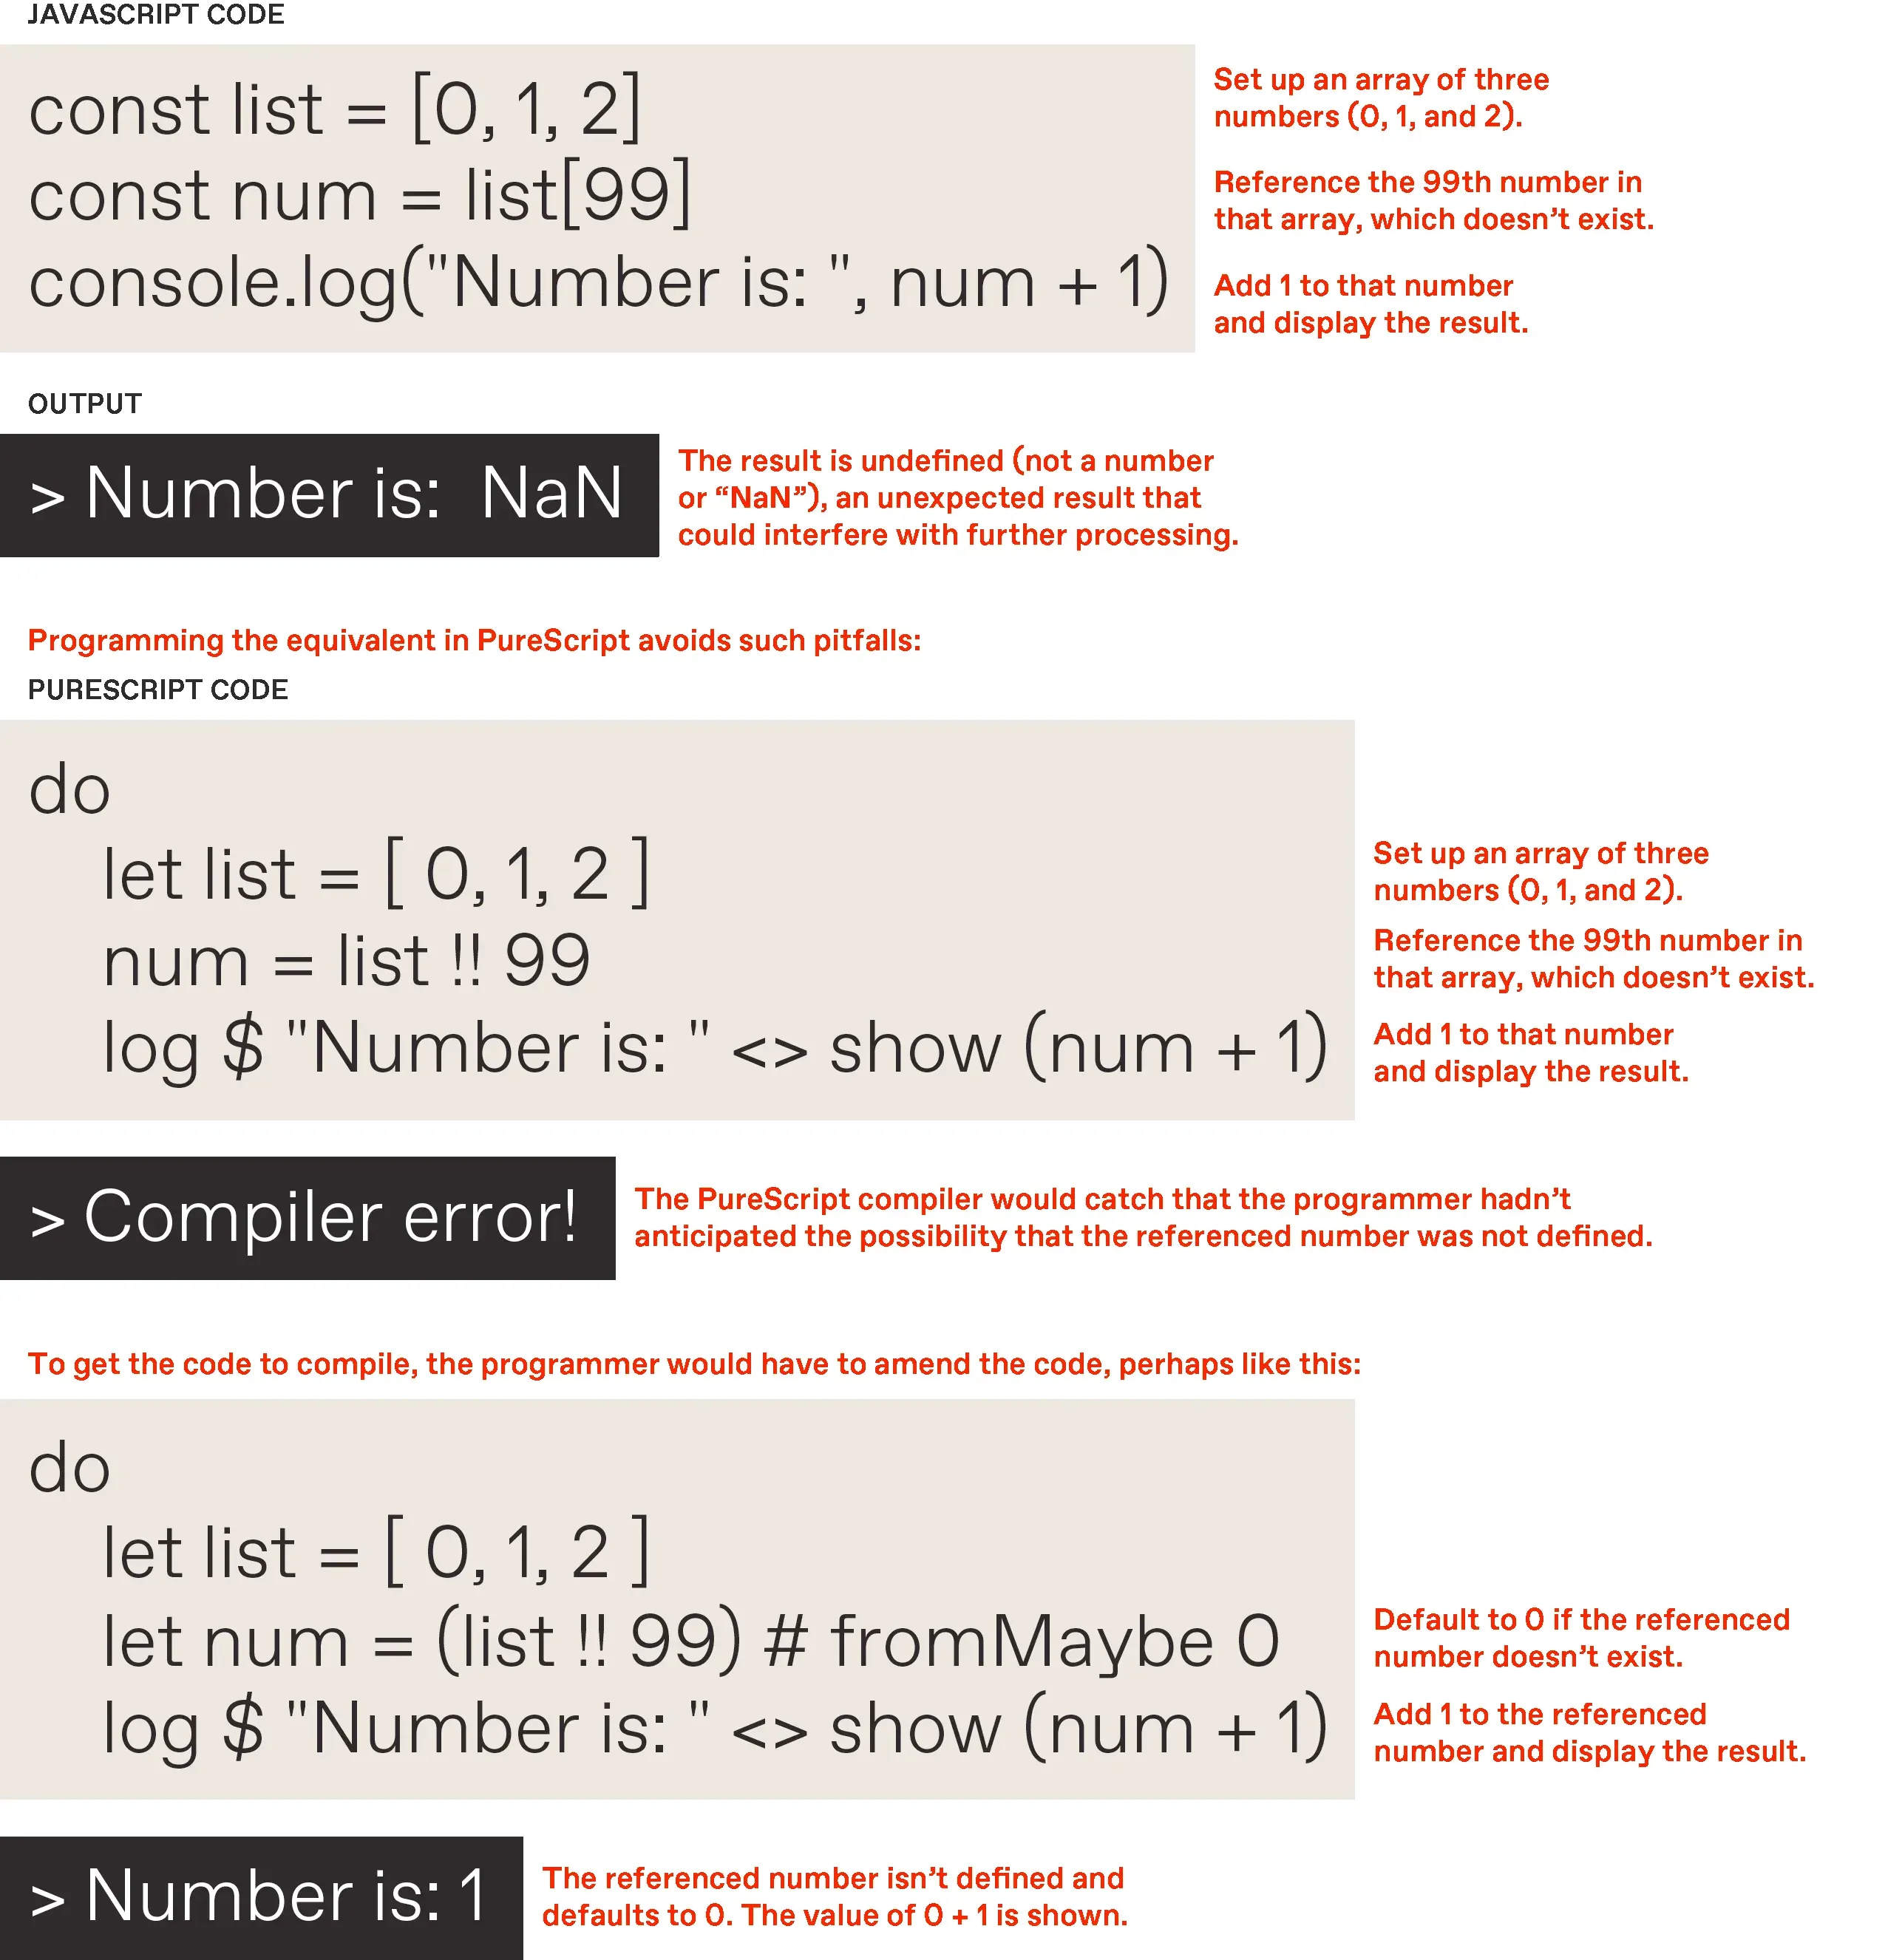 JAVASCRIPT CODE
const list = [0, 1, 2]
Set up an array of three
numbers (0, 1, and 2).
const num = list[99]
Reference the 99th number in
that array, which doesn’t exist.
console.log("Number is: ", num + 1)
Add 1 to that number
and display the result.
OUTPUT
> Number is:  NaN
The result is undefined (not a number
or “NaN”), an unexpected result that
could interfere with further processing.
Programming the equivalent in PureScript avoids such pitfalls:
PURESCRIPT CODE
do
let list = [ 0, 1, 2 ]
Set up an array of three
numbers (0, 1, and 2).
num = list !! 99
Reference the 99th number in
that array, which doesn’t exist.
log $ "Number is: " <> show (num + 1)
Add 1 to that number
and display the result.
> Compiler error!
The PureScript compiler would catch that the programmer hadn’t
anticipated the possibility that the referenced number was not defined.
To get the code to compile, the programmer would have to amend the code, perhaps like this:
do
let list = [ 0, 1, 2 ]
let num = (list !! 99) # fromMaybe 0
Default to 0 if the referenced
number doesn’t exist.
log $ "Number is: " <> show (num + 1)
Add 1 to the referenced
number and display the result.
> Number is: 1
The referenced number isn’t defined and
defaults to 0. The value of 0 + 1 is shown.